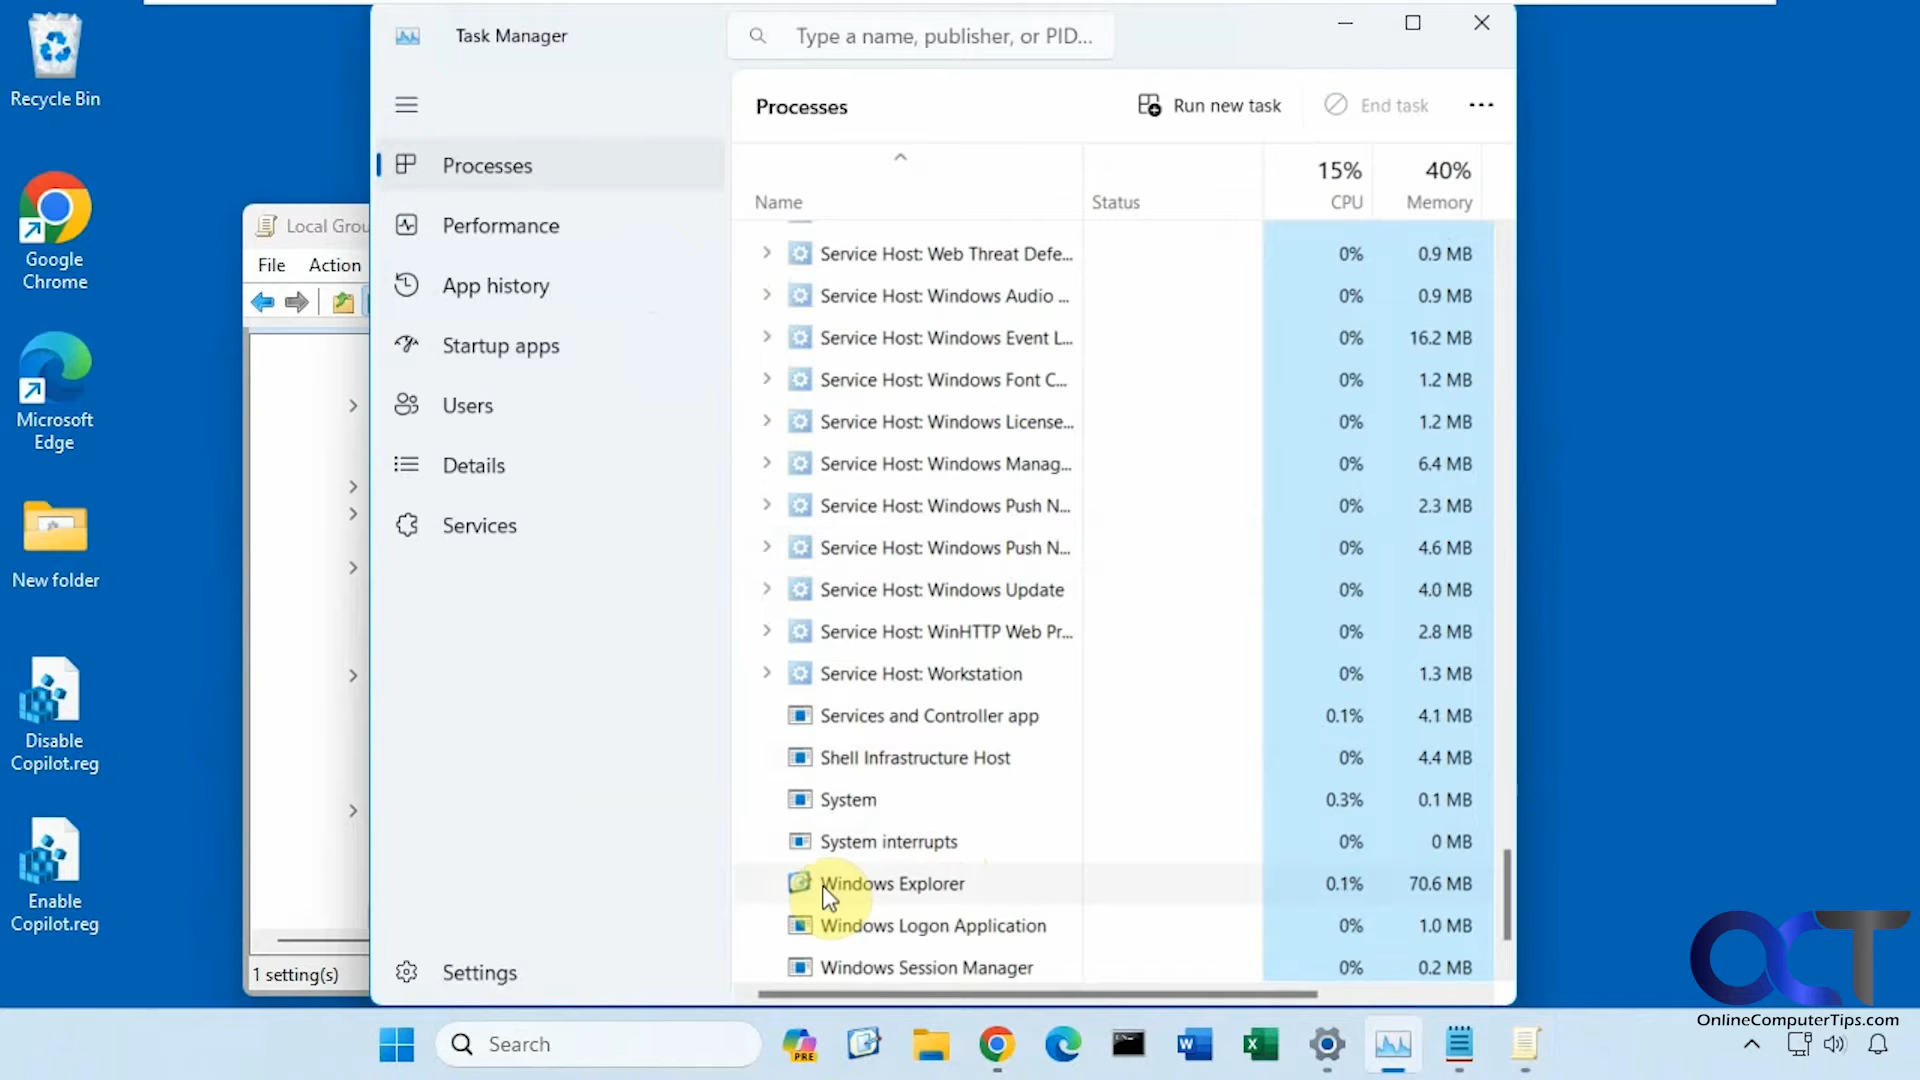 Recycle Bin
Google
Chrome
Microsoft
Edge
New folder
Disable
Copilot.reg
Enable
Copilot.reg
Local Grou
File Action
1 setting(s)
Task Manager
Type a name, publisher, or PID...
Processes
Performance
App history
Startup apps
Users
Details
Services
Settings
Processes
Run new task
End task
15% 40%
Name Status CPU Memory
Service Host: Web Threat Defe... 0% 0.9 MB
Service Host: Windows Audio ... 0% 0.9 MB
Service Host: Windows Event L... 0% 16.2 MB
Service Host: Windows Font C... 0% 1.2 MB
Service Host: Windows License... 0% 1.2 MB
Service Host: Windows Manag... 0% 6.4 MB
Service Host: Windows Push N... 0% 2.3 MB
Service Host: Windows Push N... 0% 4.6 MB
Service Host: Windows Update 0% 4.0 MB
Service Host: WinHTTP Web Pr... 0% 2.8 MB
Service Host: Workstation 0% 1.3 MB
Services and Controller app 0.1% 4.1 MB
Shell Infrastructure Host 0% 4.4 MB
System 0.3% 0.1 MB
System interrupts 0% 0 MB
Windows Explorer 0.1% 70.6 MB
Windows Logon Application 0% 1.0 MB
Windows Session Manager 0% 0.2 MB
OCT
OnlineComputerTips.com
Search
PRE